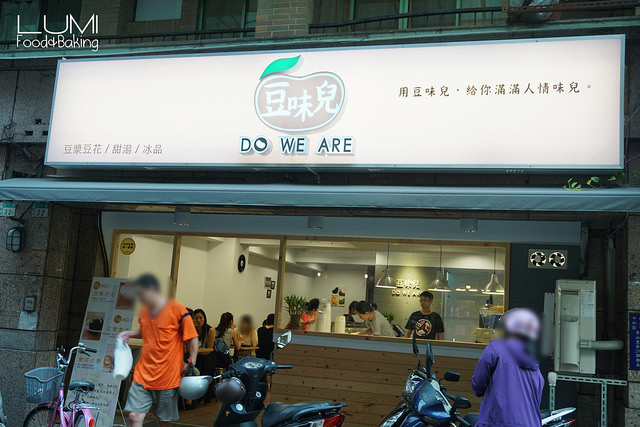 LUMI
Food&Baking
豆味兒
DO WE ARE
用豆味兒，給你滿滿人情味兒。
豆漿豆花 / 甜湯 / 冰品